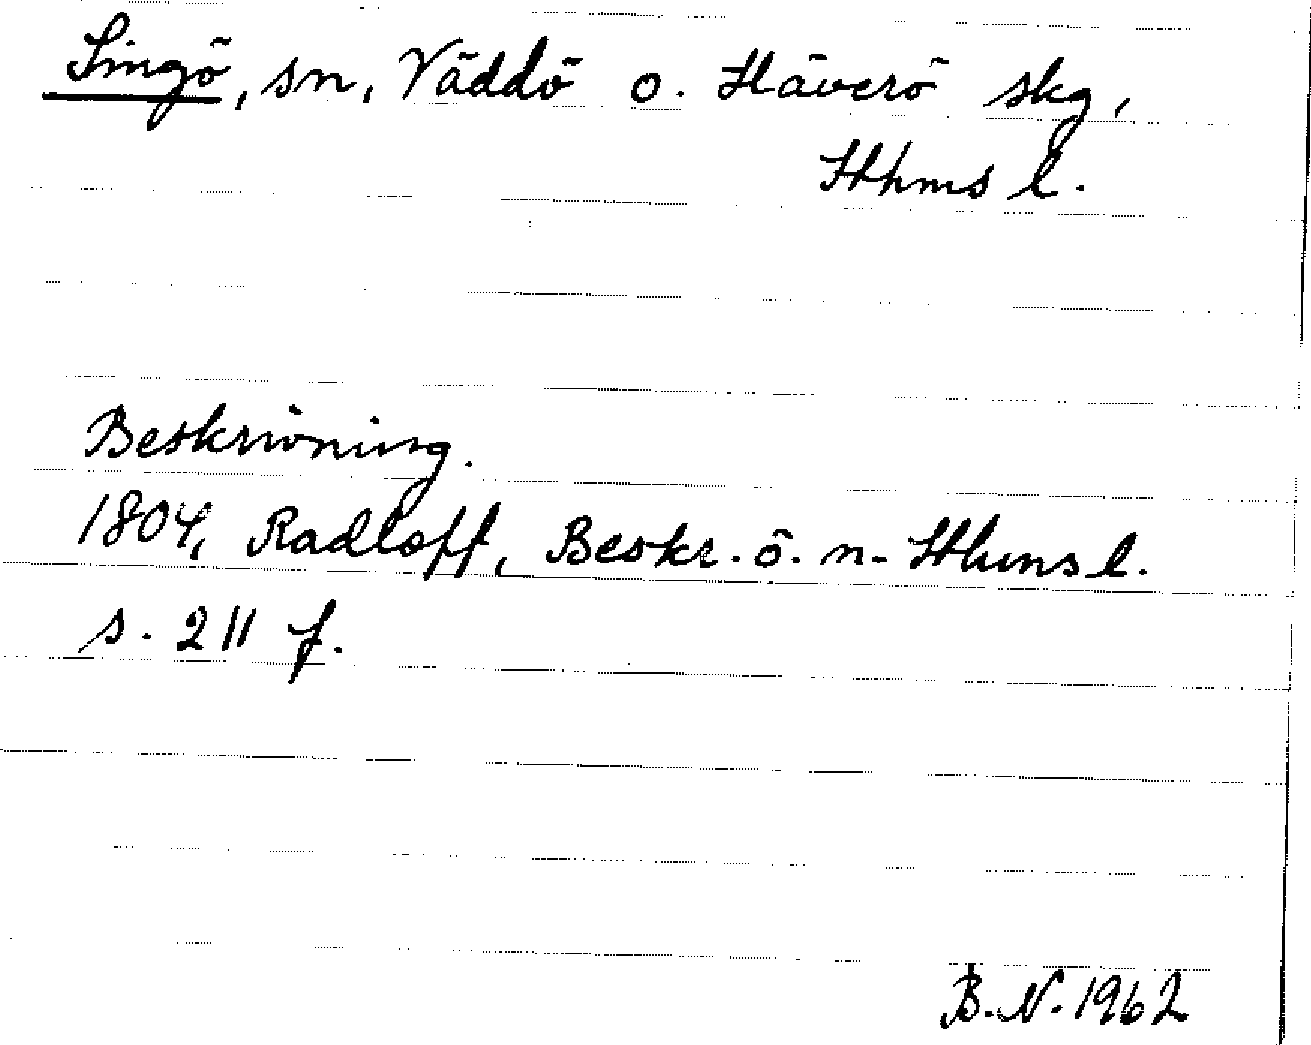 Singö, sn, Väddö o. Häverö skg,
Sthms l.
Beskrivning.
1804, Radloff, Beskr. ö. n. Sthms l.
s. 211 f.
B.N. 1962